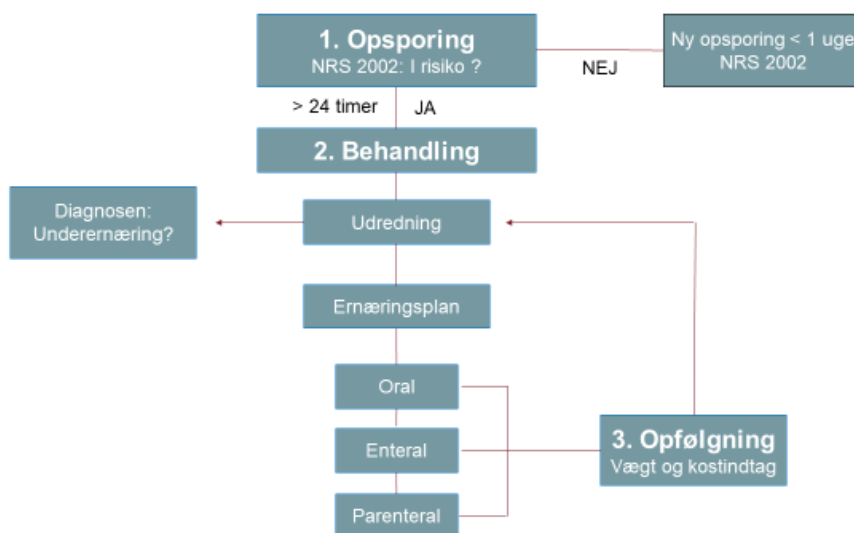 1. Opsporing
NRS 2002: I risiko ?
NEJ
Ny opsporing < 1 uge
NRS 2002
> 24 timer
JA
2. Behandling
Diagnosen:
Underernæring?
Udredning
Ernæringsplan
Oral
Enteral
3. Opfølgning
Vægt og kostindtag
Parenteral